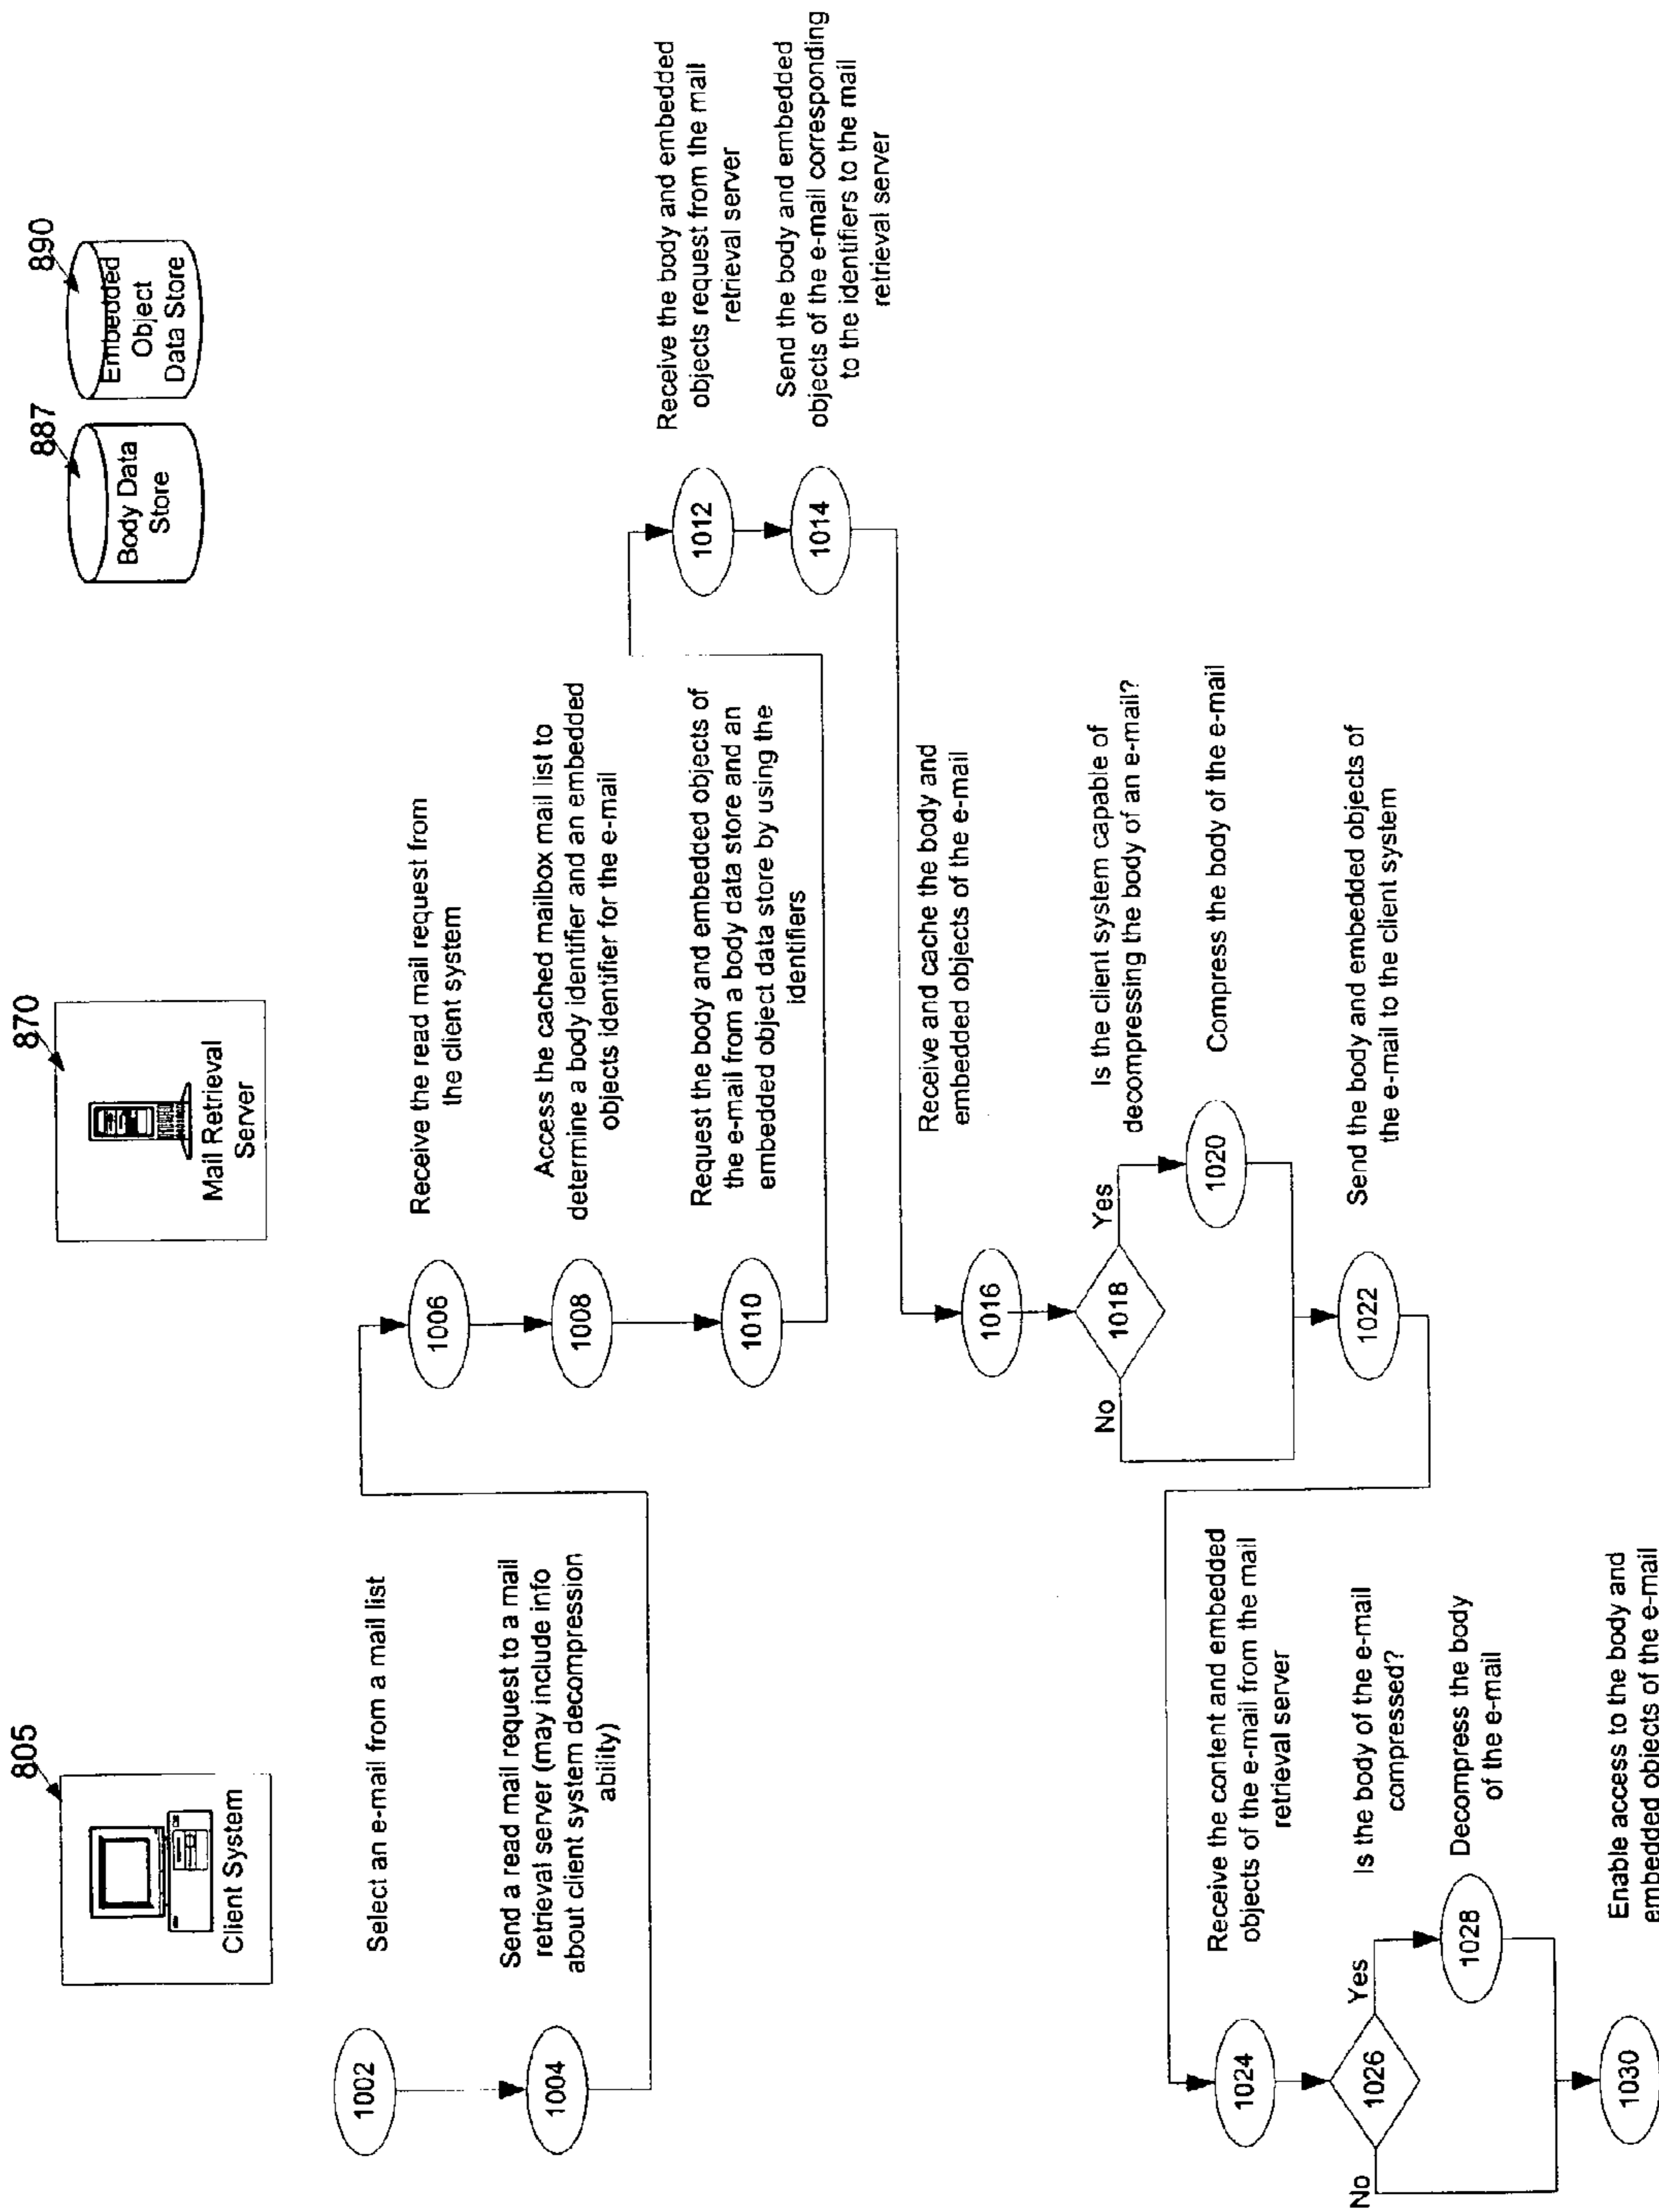 805
Client System
870
Mail Retrieval
Server
887
Body Data
Store
890
Embedded
Object
Data Store
1002
Select an e-mail from a mail list
1004
Send a read mail request to a mail
retrieval server (may include info
about client system decompression
ability)
1006
Receive the read mail request from
the client system
1008
Access the cached mailbox mail list to
determine a body identifier and an embedded
objects identifier for the e-mail
1010
Request the body and embedded objects of
the e-mail from a body data store and an
embedded object data store by using the
identifiers
1012
Receive the body and embedded
objects request from the mail
retrieval server
1014
Send the body and embedded
objects of the e-mail corresponding
to the identifiers to the mail
retrieval server
1016
Receive and cache the body and
embedded objects of the e-mail
1018
Is the client system capable of
decompressing the body of an e-mail?
No
Yes
1020
Compress the body of the e-mail
1022
Send the body and embedded objects of
the e-mail to the client system
1024
Receive the content and embedded
objects of the e-mail from the mail
retrieval server
1026
Is the body of the e-mail
compressed?
No
Yes
1028
Decompress the body
of the e-mail
1030
Enable access to the body and
embedded objects of the e-mail